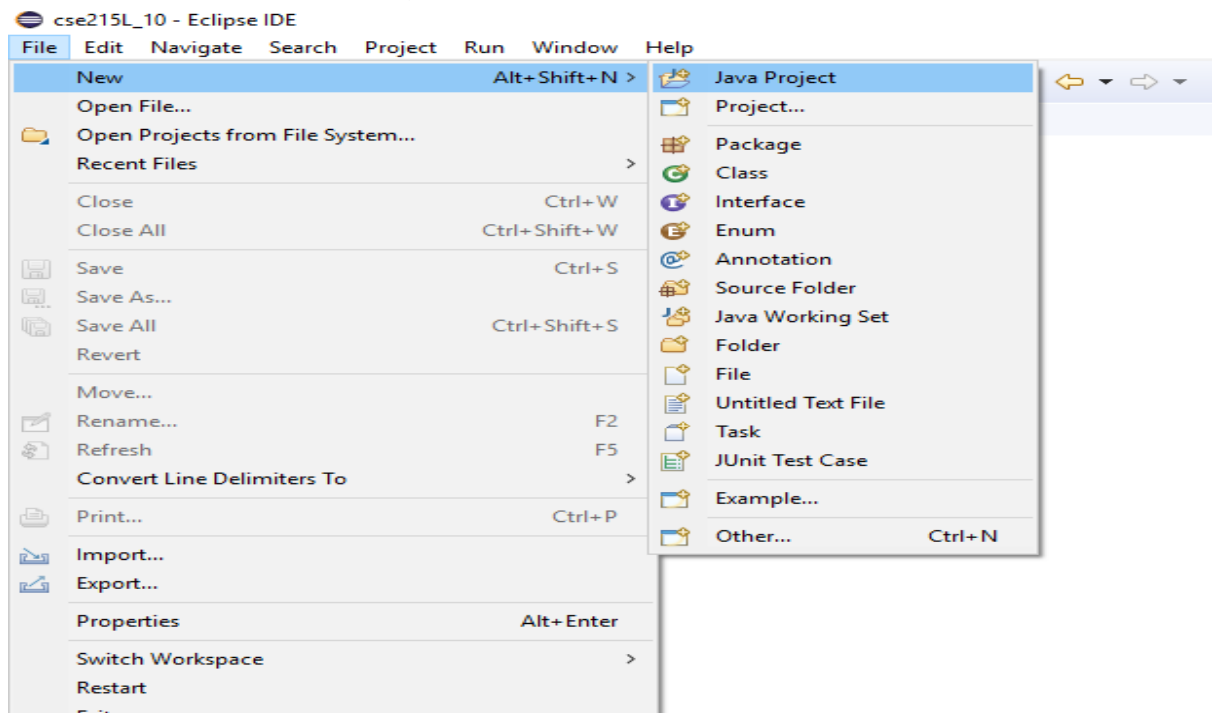 cse215L_10 - Eclipse IDE
File Edit Navigate Search Project Run Window Help
New Alt+Shift+N >
Open File...
Open Projects from File System...
Recent Files >
Close Ctrl+W
Close All Ctrl+Shift+W
Save Ctrl+S
Save As...
Save All Ctrl+Shift+S
Revert
Move...
Rename... F2
Refresh F5
Convert Line Delimiters To >
Print... Ctrl+P
Import...
Export...
Properties Alt+Enter
Switch Workspace >
Restart
Java Project
Project...
Package
Class
Interface
Enum
Annotation
Source Folder
Java Working Set
Folder
File
Untitled Text File
Task
JUnit Test Case
Example...
Other... Ctrl+N